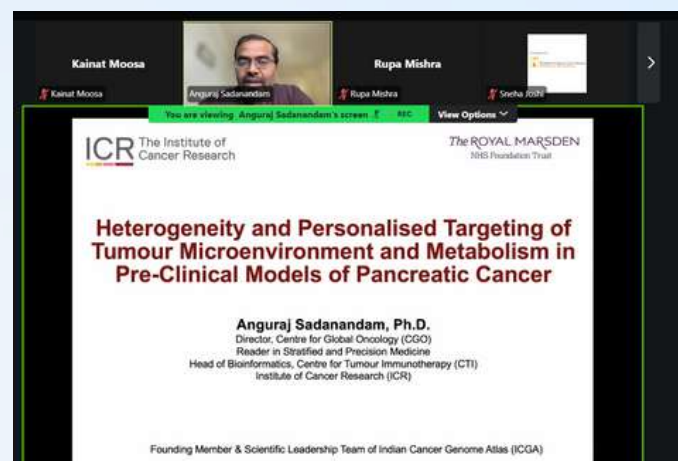 Kainat Moosa
Rupa Mishra
Kainat Moosa
Anguraj Sadanandam
Rupa Mishra
Sneha Joshi
You are viewing Anguraj Sadanandam's screen
REC
View Options
ICR The Institute of
Cancer Research
The ROYAL MARSDEN
NHS Foundation Trust
Heterogeneity and Personalised Targeting of
Tumour Microenvironment and Metabolism in
Pre-Clinical Models of Pancreatic Cancer
Anguraj Sadanandam, Ph.D.
Director, Centre for Global Oncology (CGO)
Reader in Stratified and Precision Medicine
Head of Bioinformatics, Centre for Tumour Immunotherapy (CTI)
Institute of Cancer Research (ICR)
Founding Member & Scientific Leadership Team of Indian Cancer Genome Atlas (ICGA)